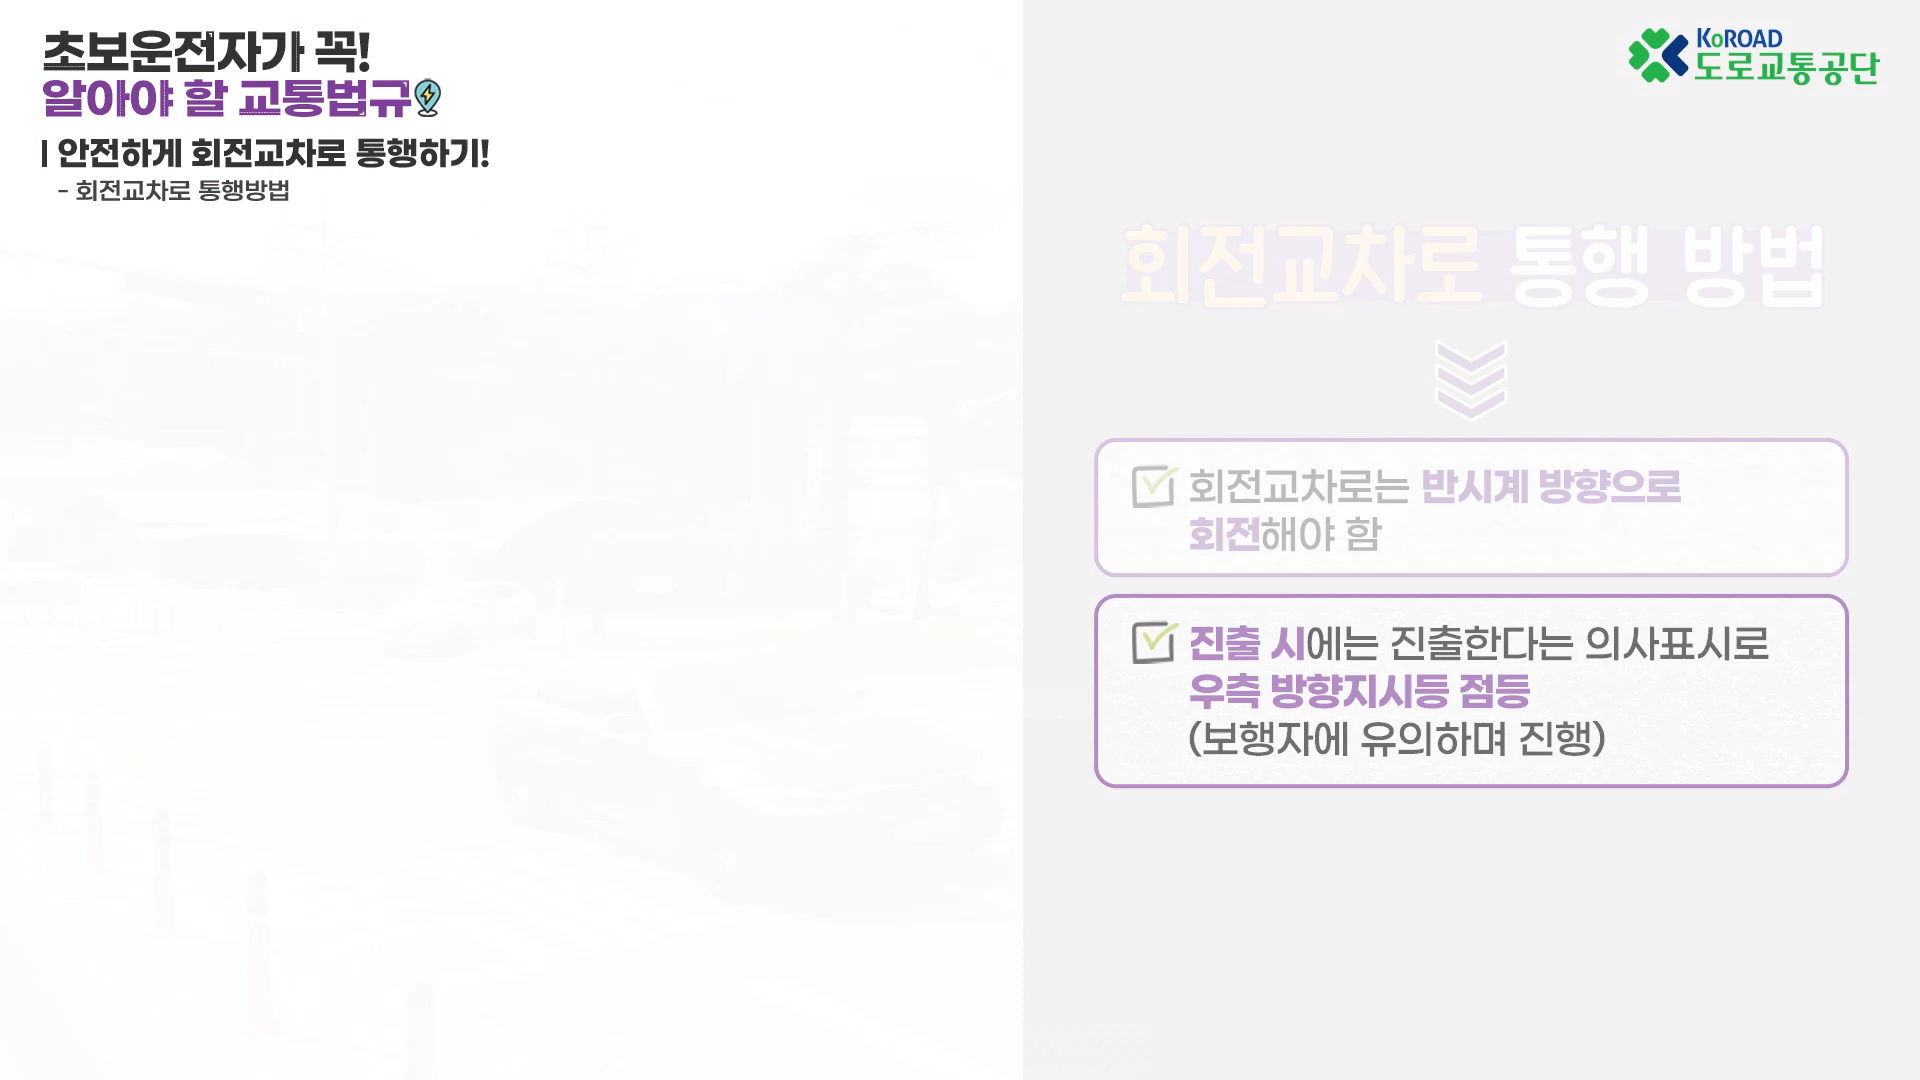 초보운전자가 꼭!
알아야 할 교통법규
안전하게 회전교차로 통행하기!
- 회전교차로 통행방법
KoROAD
도로교통공단
회전교차로 통행 방법
회전교차로는 반시계 방향으로
회전해야 함
진출 시에는 진출한다는 의사표시로
우측 방향지시등 점등
(보행자에 유의하며 진행)